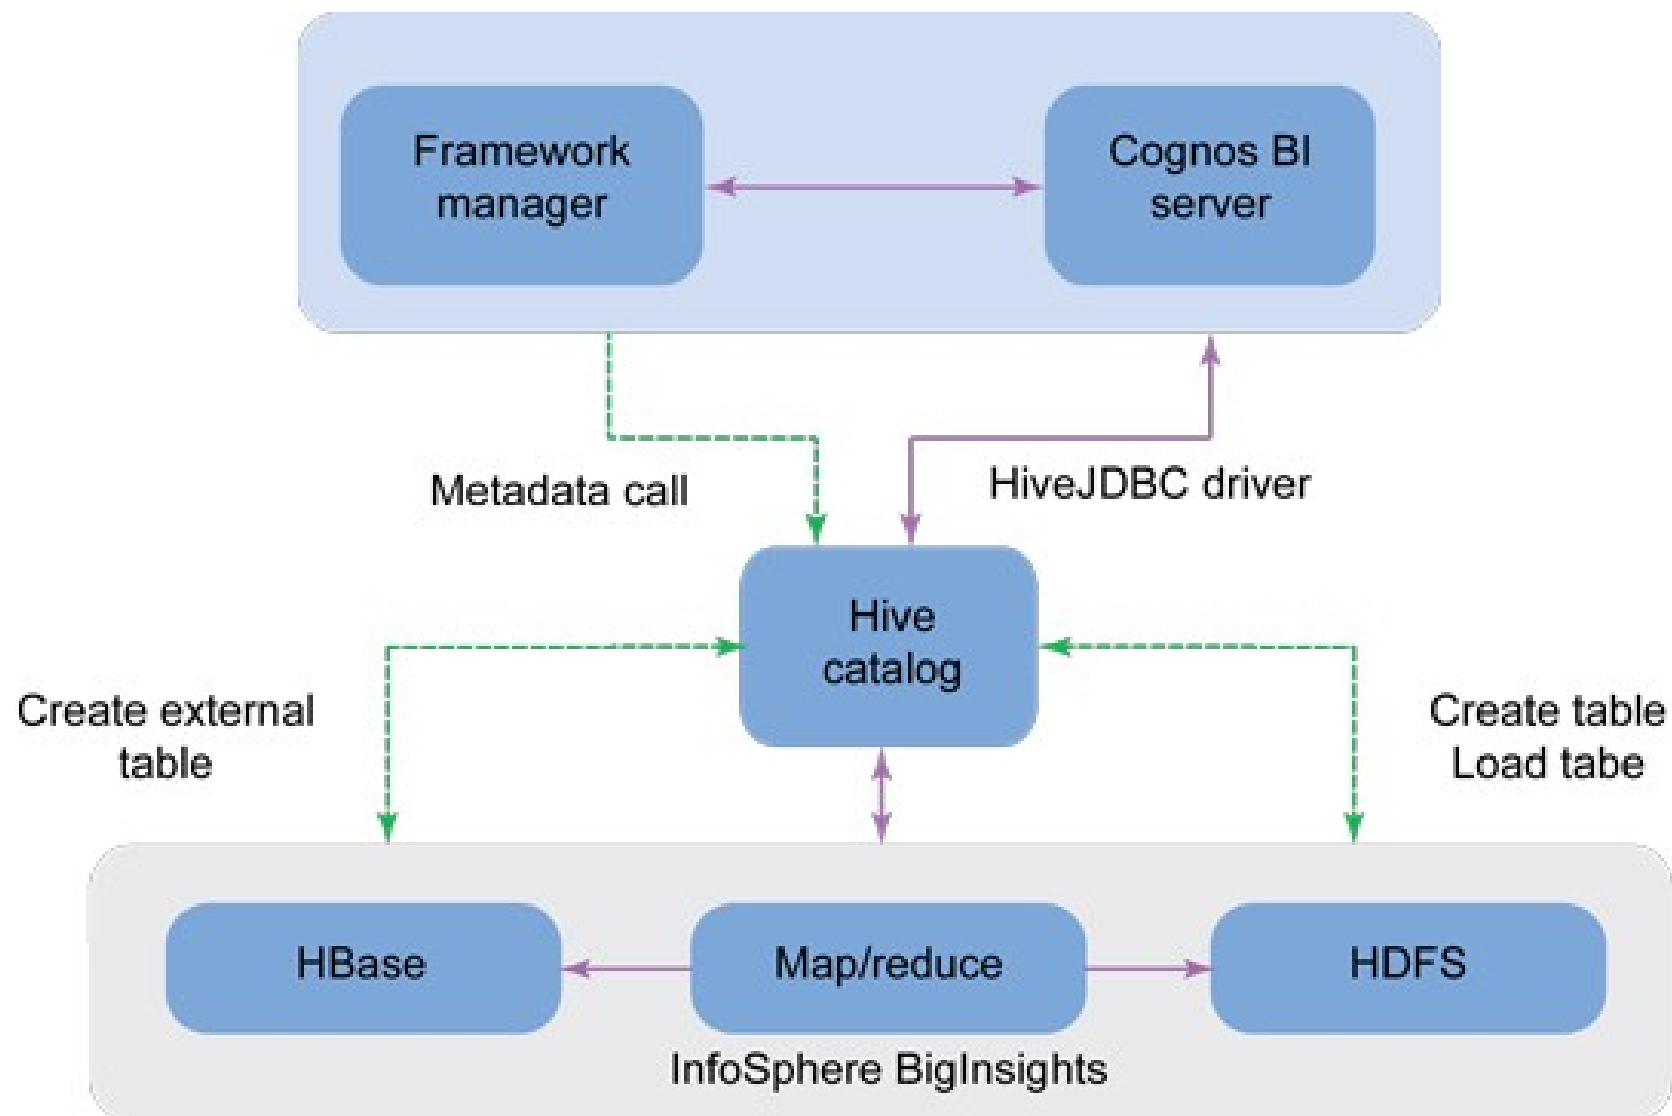 Framework
manager
Cognos BI
server
Metadata call
HiveJDBC driver
Hive
catalog
Create external
table
Create table
Load tabe
HBase
Map/reduce
HDFS
InfoSphere BigInsights